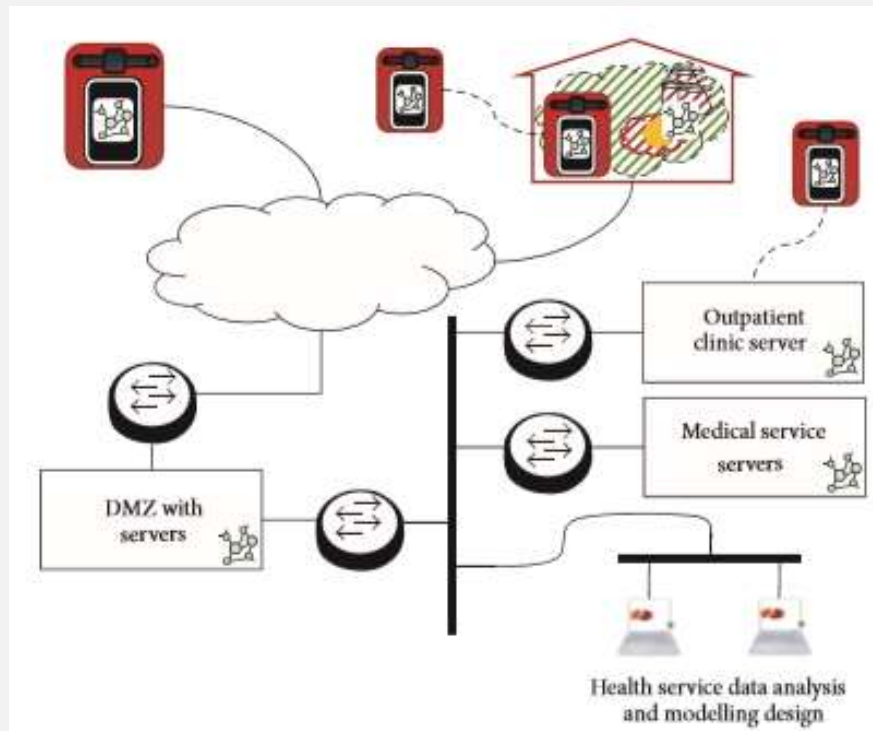 Outpatient
clinic server
Medical service
servers
DMZ with
servers
Health service data analysis
and modelling design